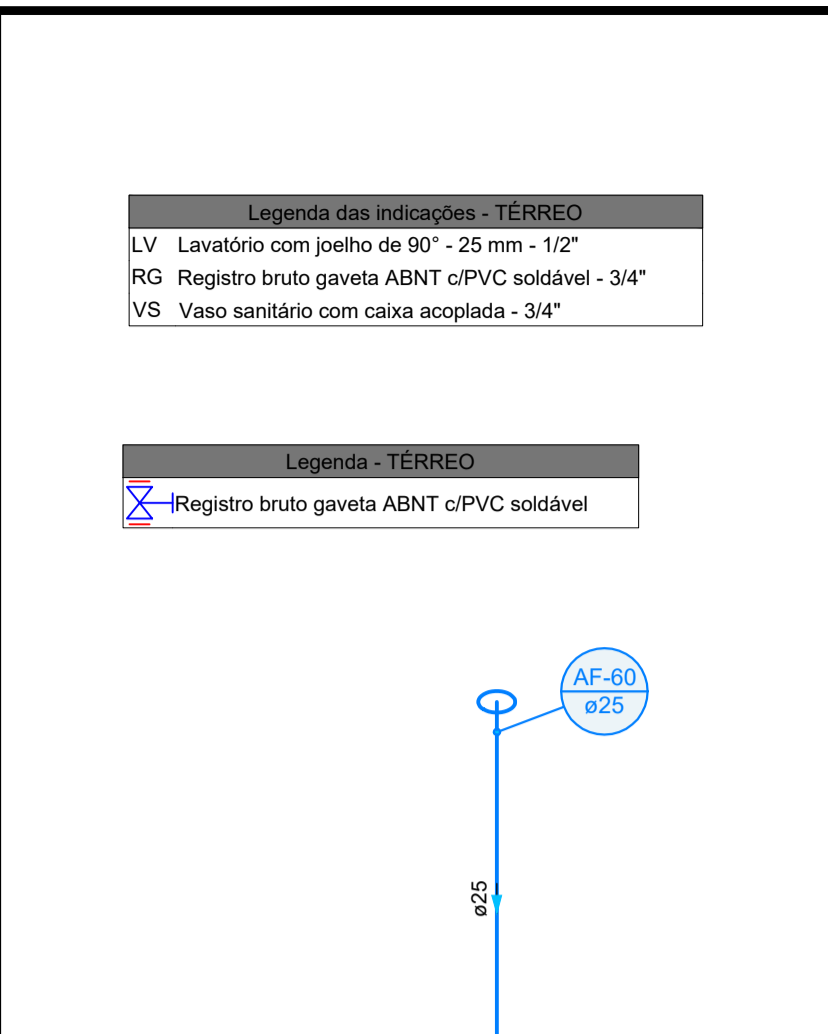 Legenda das indicações - TÉRREO
LV Lavatório com joelho de 90° - 25 mm - 1/2"
RG Registro bruto gaveta ABNT c/PVC soldável - 3/4"
VS Vaso sanitário com caixa acoplada - 3/4"
Legenda - TÉRREO
Registro bruto gaveta ABNT c/PVC soldável
AF-60
ø25
ø25